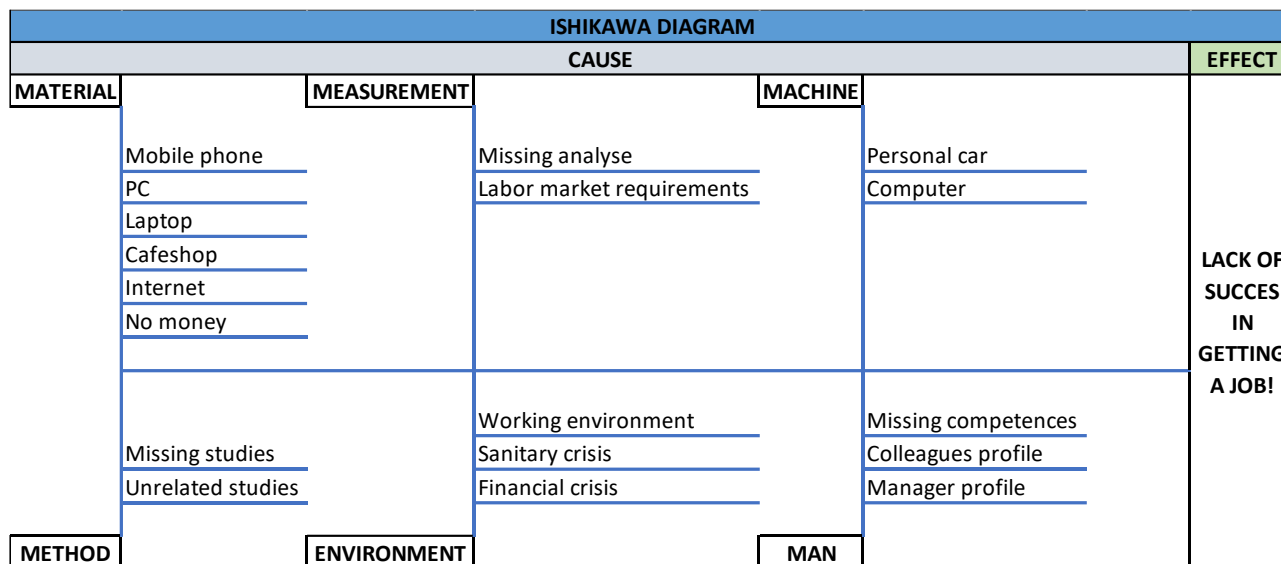 ISHIKAWA DIAGRAM
CAUSE
EFFECT
MATERIAL
MEASUREMENT
MACHINE
Mobile phone
PC
Laptop
Cafeshop
Internet
No money
Missing analyse
Labor market requirements
Personal car
Computer
LACK OF
SUCCES
IN
GETTING
A JOB!
Missing studies
Unrelated studies
Working environment
Sanitary crisis
Financial crisis
Missing competences
Colleagues profile
Manager profile
METHOD
ENVIRONMENT
MAN